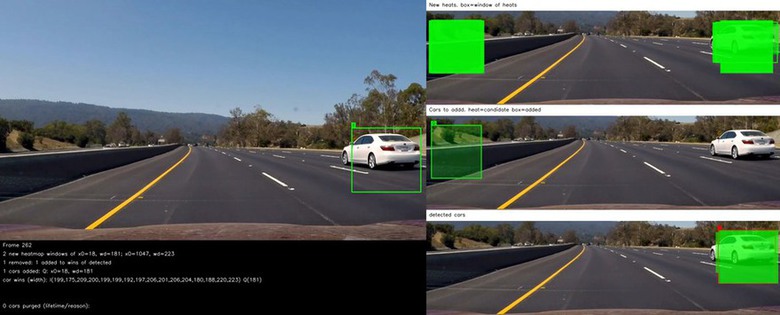 New heats, box=window of heats
Cars to add, heat=candidate box=added
detected cars
Frame 262
2 new heatmap windows of x0=18, wd=181; x0=1047, wd=223
1 removed: 1 added to wins of detected
1 cars added: Q: x0=18, wd=181
car wins (width): I(199,175,209,200,199,199,192,197,206,201,206,204,180,188,220,223) Q(181)
0 cars purged (lifetime/reason):